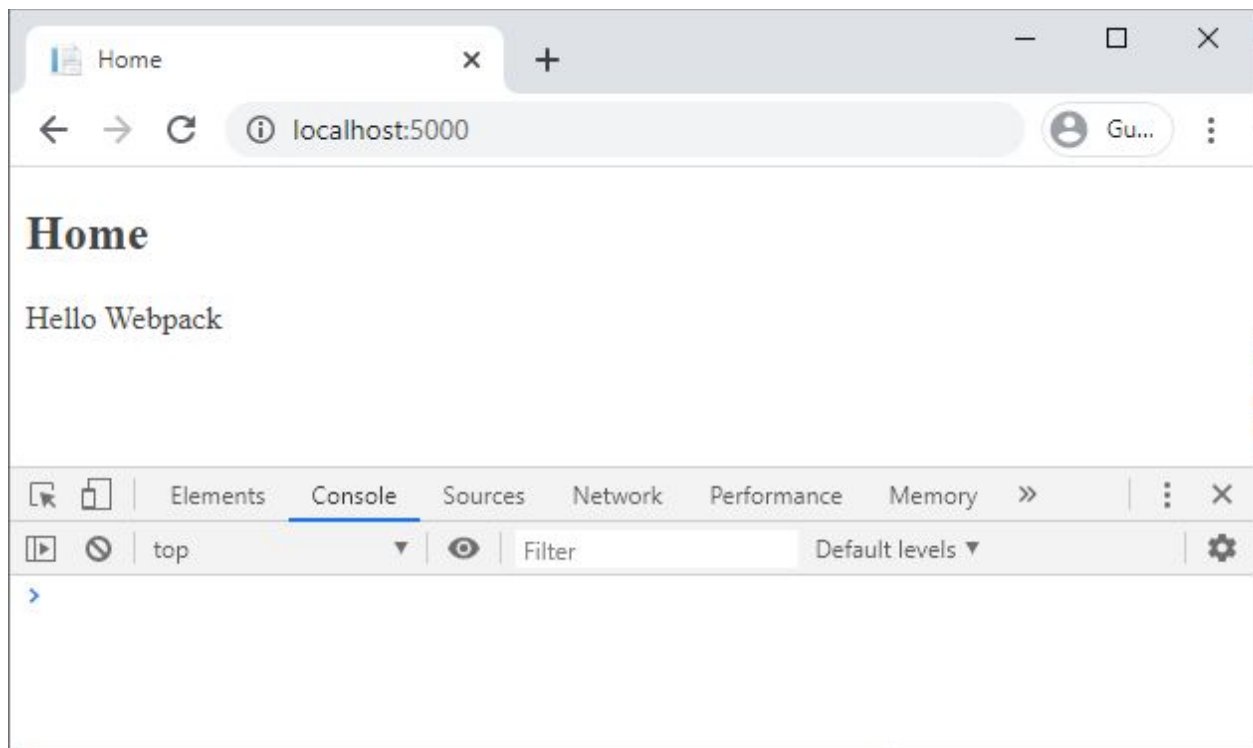 Home
localhost:5000
Gu...
Home
Hello Webpack
Elements Console Sources Network Performance Memory
top Filter Default levels